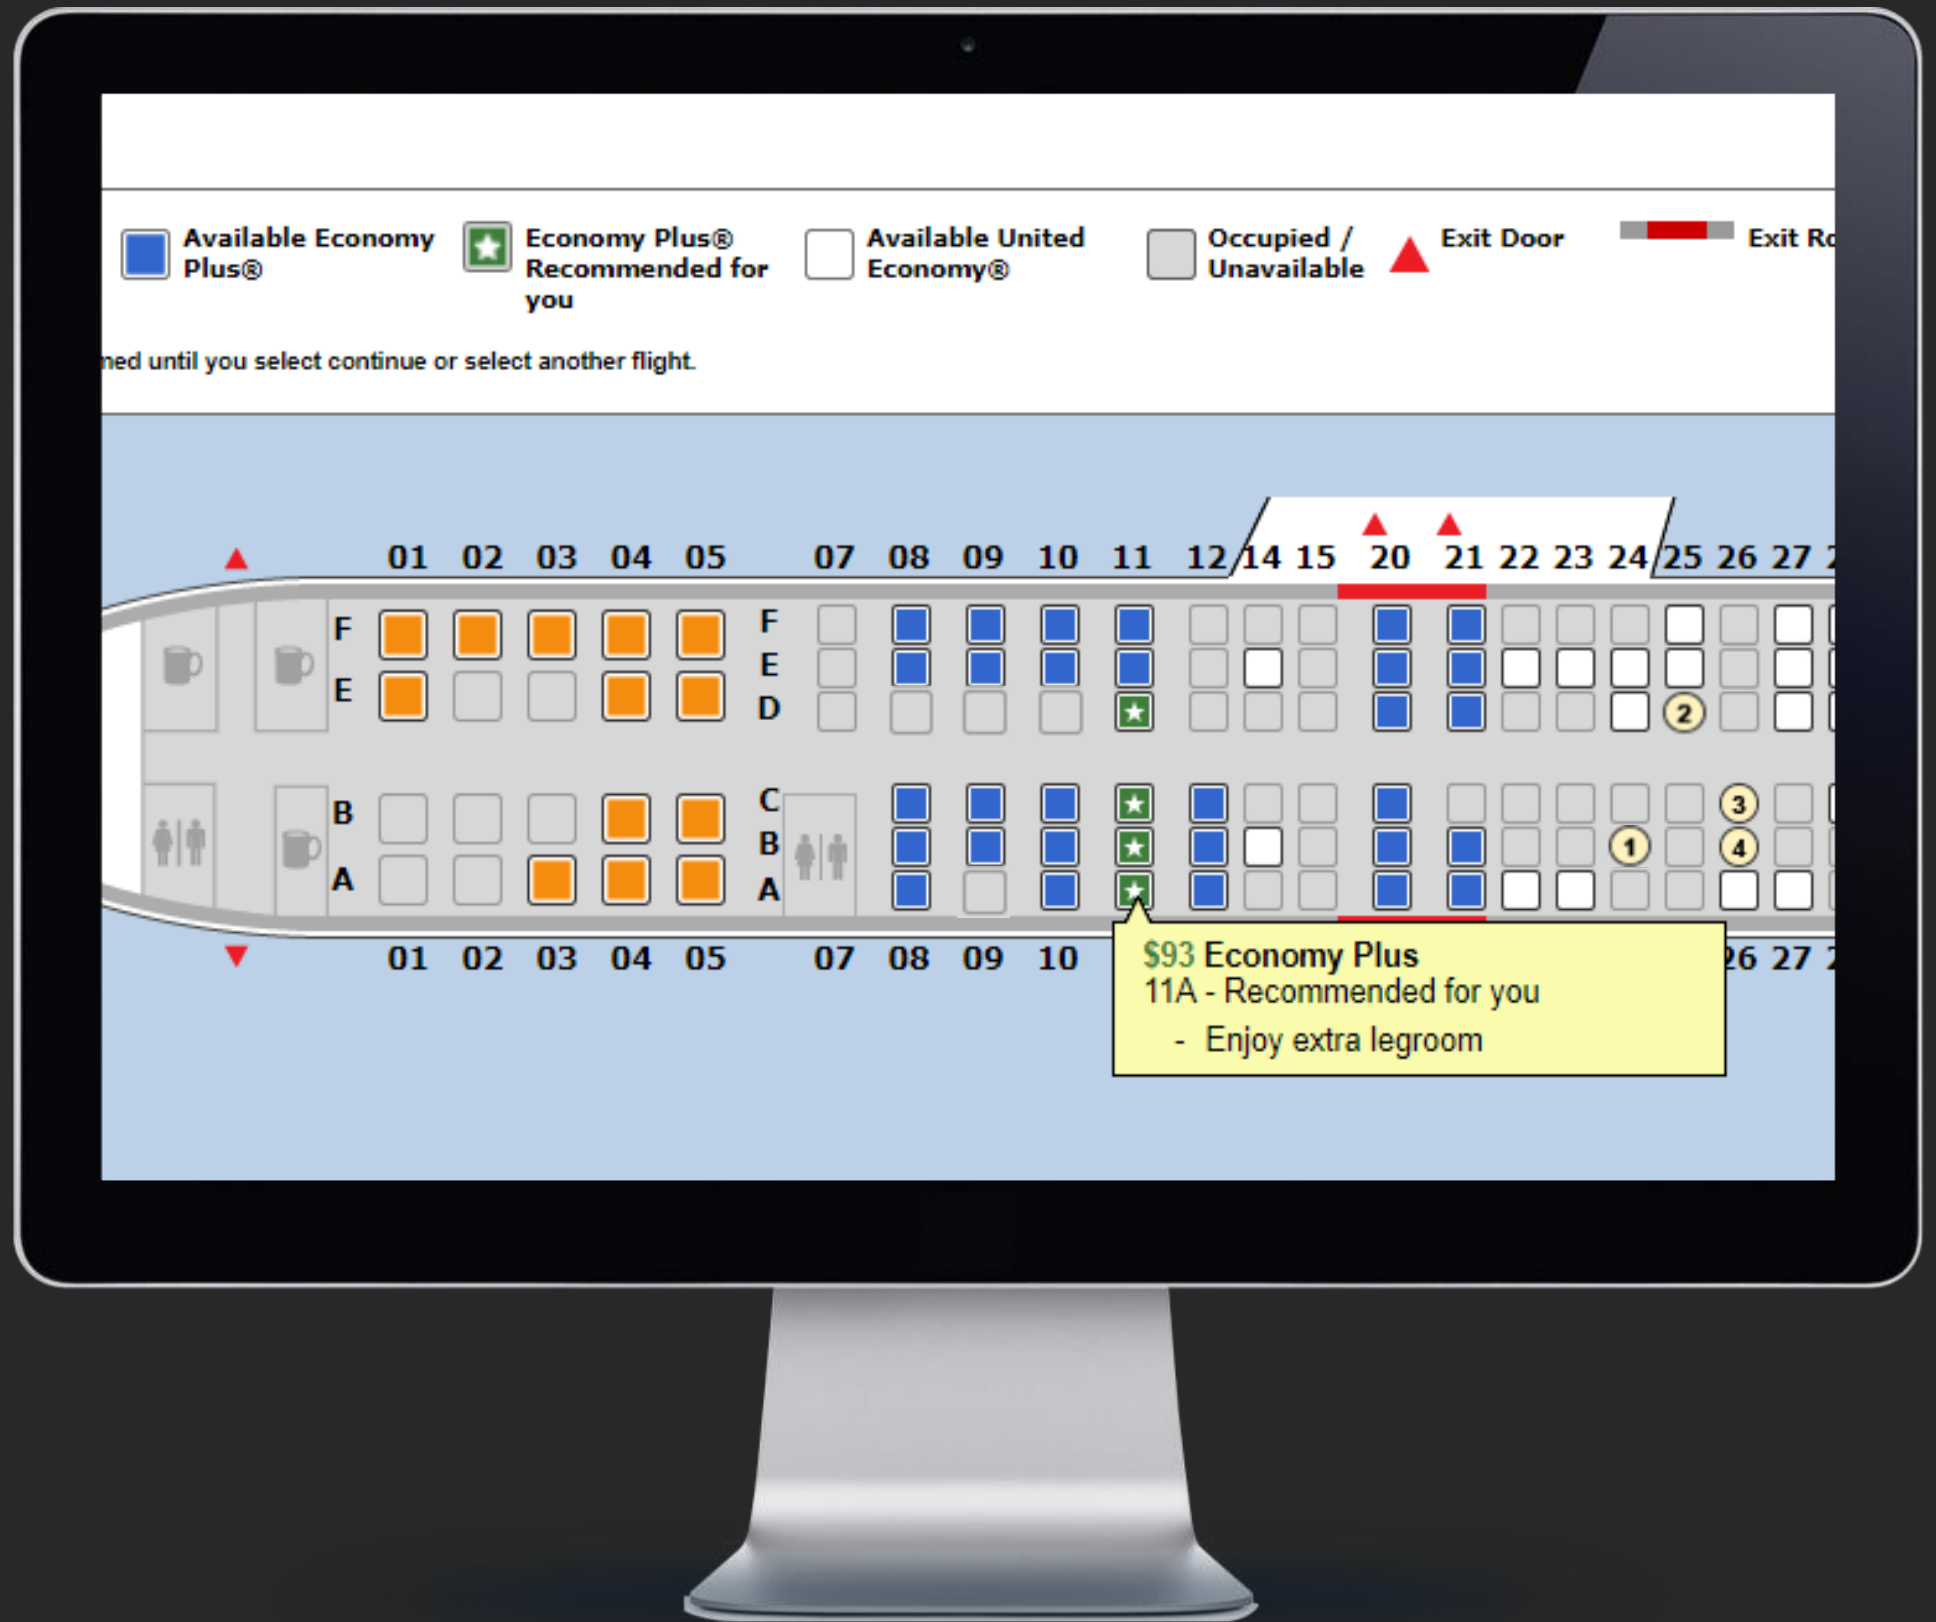 Available Economy
Plus®
Economy Plus®
Recommended for
you
Available United
Economy®
Occupied /
Unavailable
Exit Door
Exit
until you select continue or select another flight.
01 02 03 04 05 07 08 09 10 11 12 14 15 20 21 22 23 24 25 26 27
F F
E E
D
2
B C
3
B
1 4
A A
01 02 03 04 05 07 08 09 10 26 27
$93 Economy Plus
11A - Recommended for you
- Enjoy extra legroom